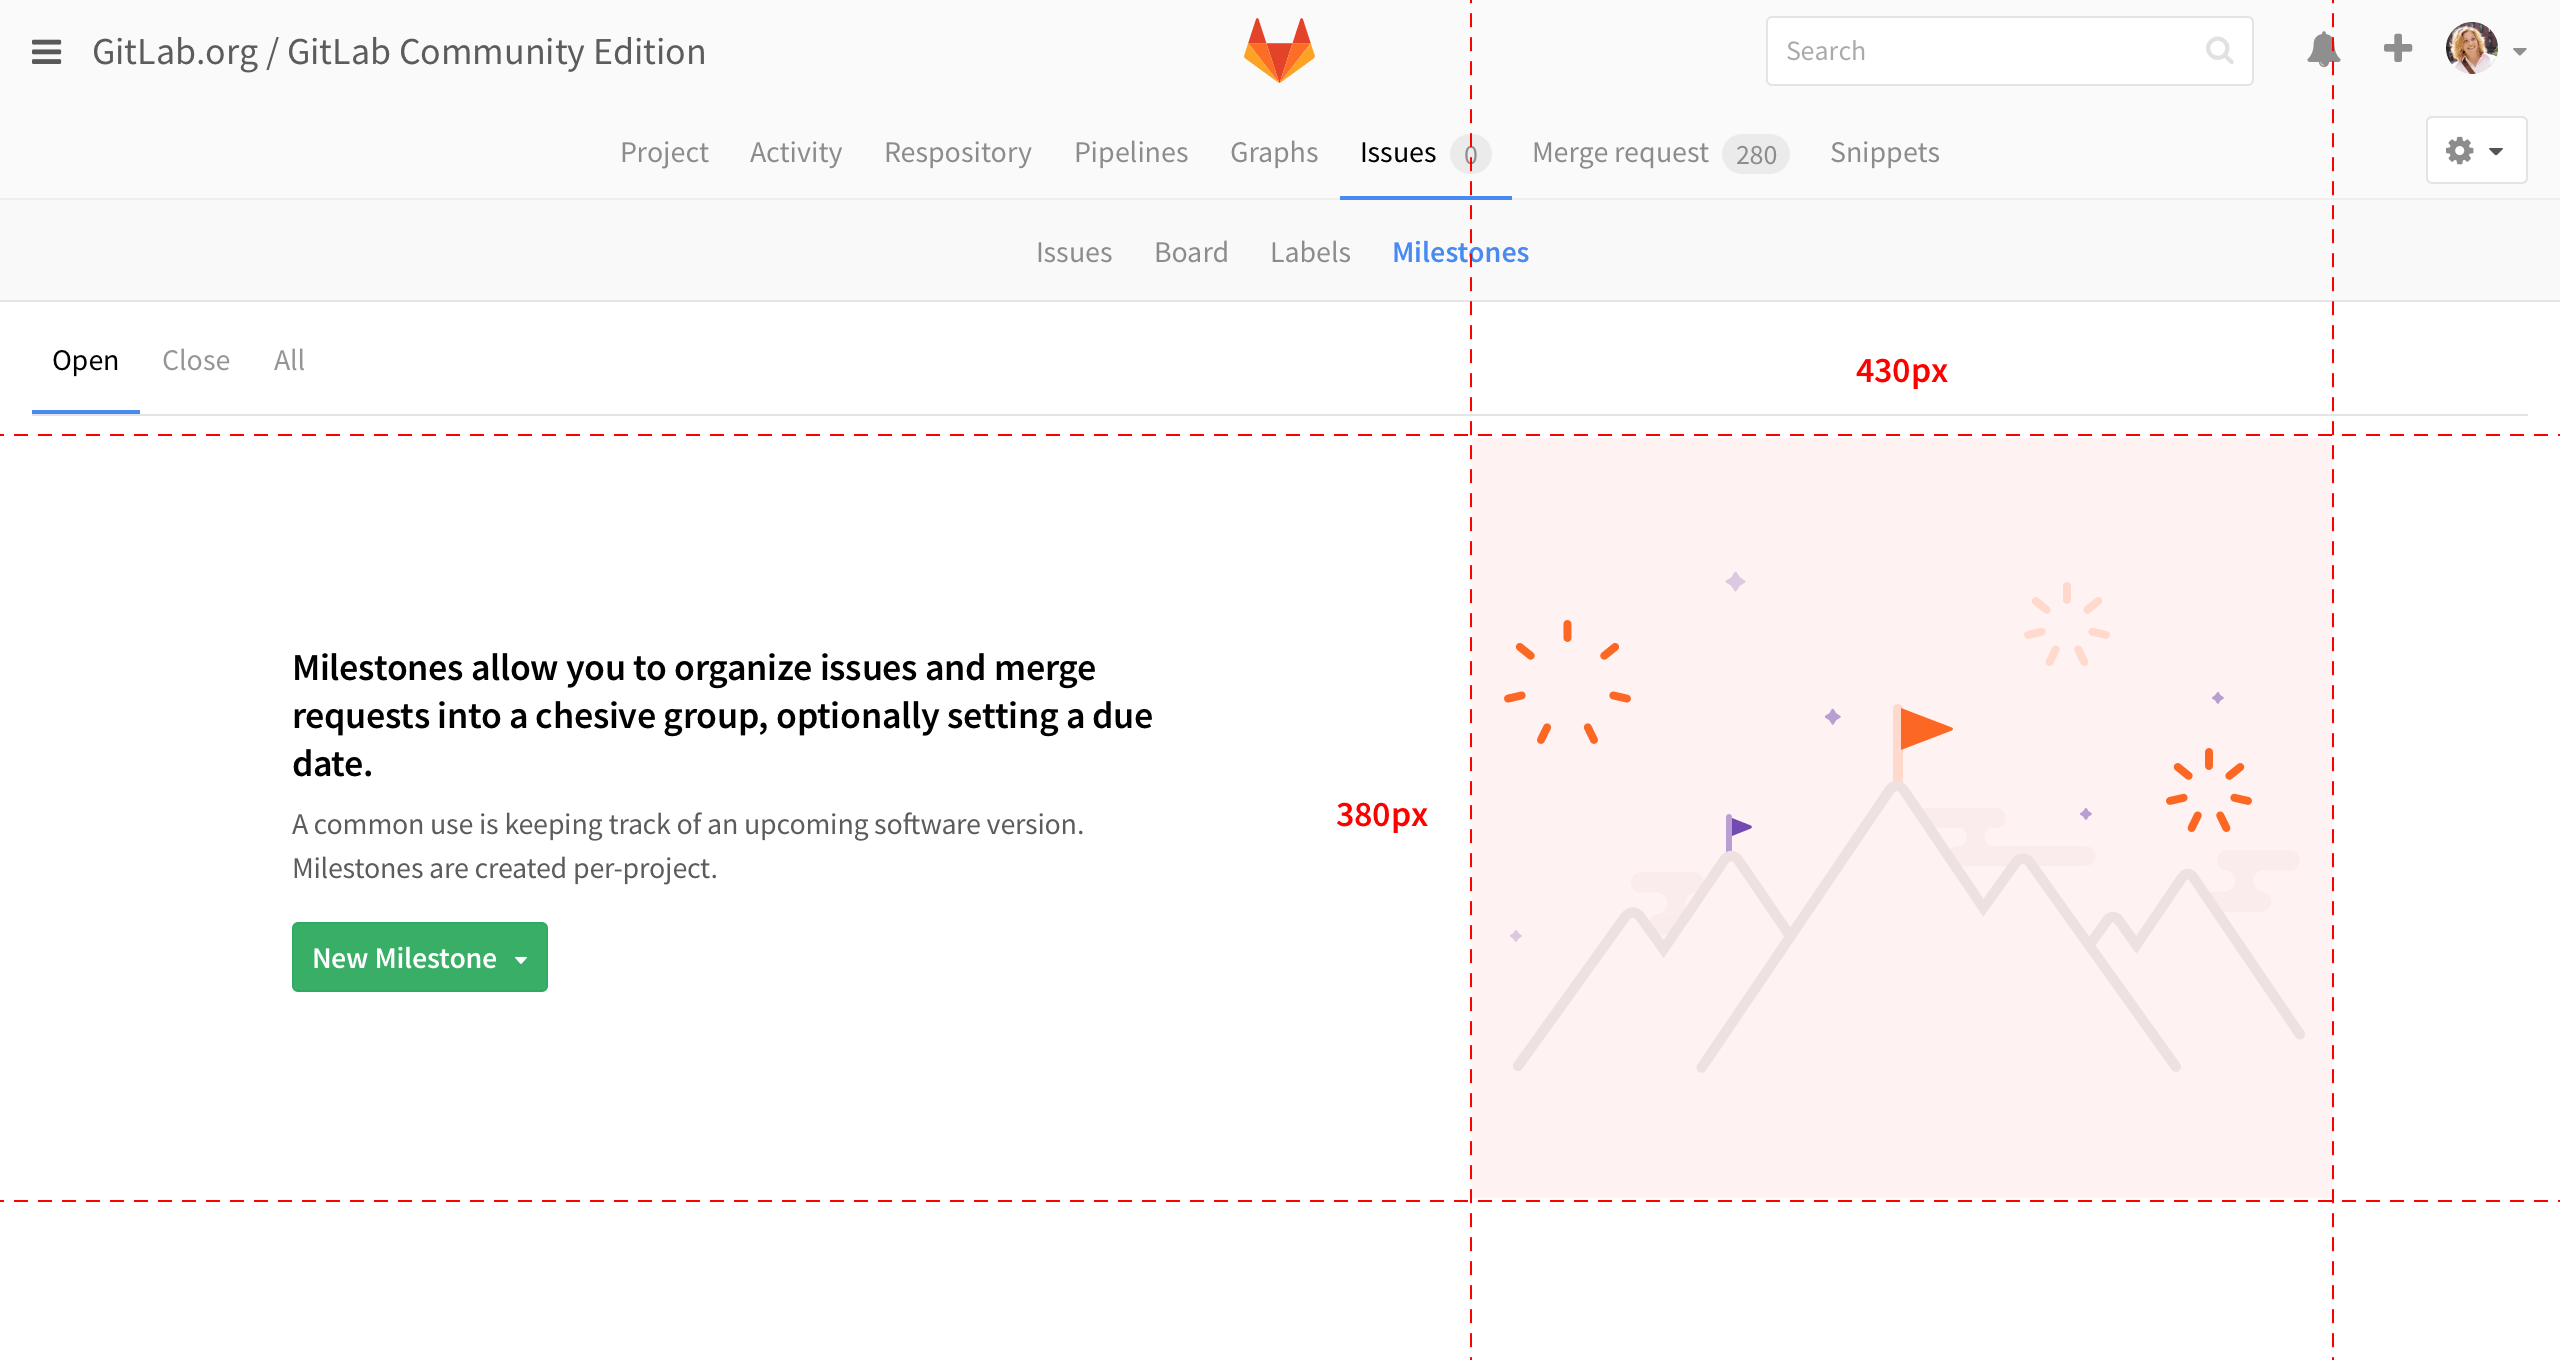 GitLab.org / GitLab Community Edition
Search
Project Activity Respository Pipelines Graphs Issues 0 Merge request 280 Snippets
Issues Board Labels Milestones
Open Close All
430px
Milestones allow you to organize issues and merge
requests into a chesive group, optionally setting a due
date.
380px
A common use is keeping track of an upcoming software version.
Milestones are created per-project.
New Milestone